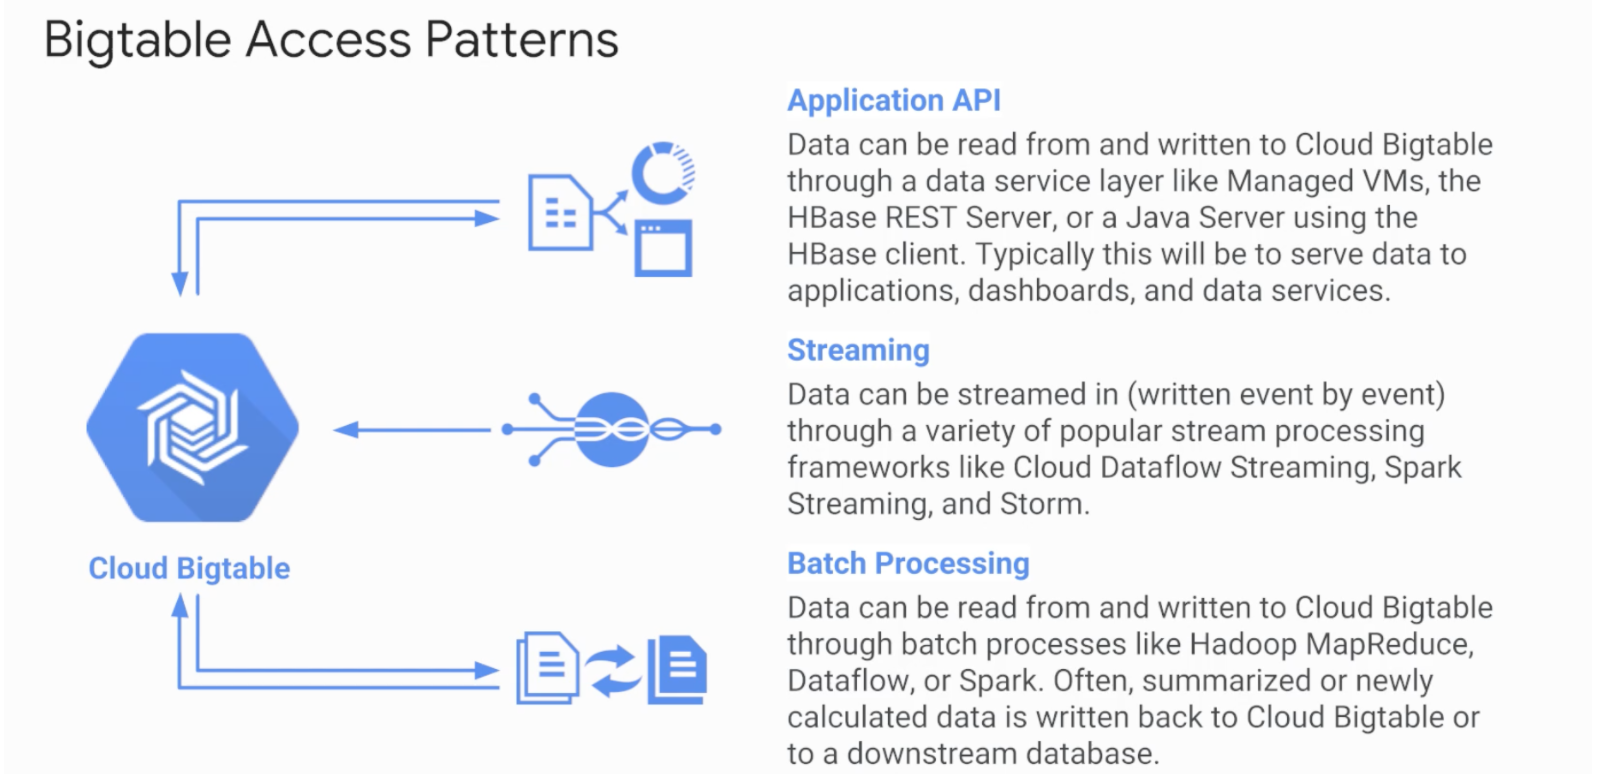 Bigtable Access Patterns
Application API
Data can be read from and written to Cloud Bigtable
through a data service layer like Managed VMs, the
HBase REST Server, or a Java Server using the
HBase client. Typically this will be to serve data to
applications, dashboards, and data services.
Streaming
Data can be streamed in (written event by event)
through a variety of popular stream processing
frameworks like Cloud Dataflow Streaming, Spark
Streaming, and Storm.
Cloud Bigtable
Batch Processing
Data can be read from and written to Cloud Bigtable
through batch processes like Hadoop MapReduce,
Dataflow, or Spark. Often, summarized or newly
calculated data is written back to Cloud Bigtable or
to a downstream database.